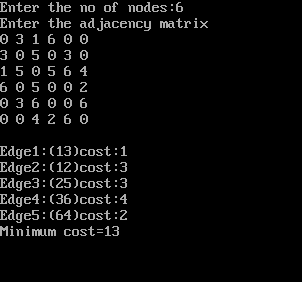 Enter the no of nodes:6
Enter the adjacency matrix
0 3 1 6 0 0
3 0 5 0 3 0
1 5 0 5 6 4
6 0 5 0 0 2
0 3 6 0 0 6
0 0 4 2 6 0
Edge1:(13)cost:1
Edge2:(12)cost:3
Edge3:(25)cost:3
Edge4:(36)cost:4
Edge5:(64)cost:2
Minimum cost=13